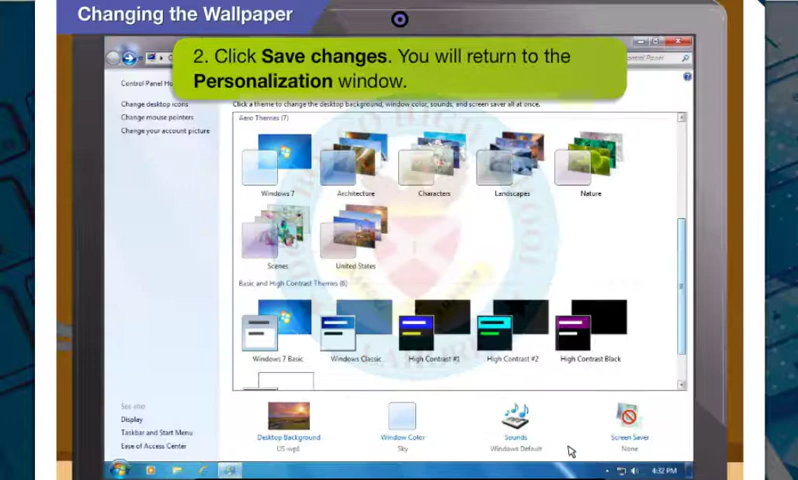 Changing the Wallpaper
2. Click Save changes. You will return to the
Personalization window.
Control Panel
Control Panel Ho
Change desktop icons
Change mouse pointers
Change your account picture
Click a theme to change the desktop background, window color, sounds, and screen saver all at once.
Aero Themes (7)
Windows 7 Architecture Characters Landscapes Nature
Scenes United States
Basic and High Contrast Themes (6)
Windows 7 Basic Windows Classic High Contrast #1 High Contrast #2 High Contrast Black
See also
Display
Taskbar and Start Menu
Ease of Access Center
Desktop Background Window Color Sounds Screen Saver
US-wp1 Sky Windows Default None
4:32 PM